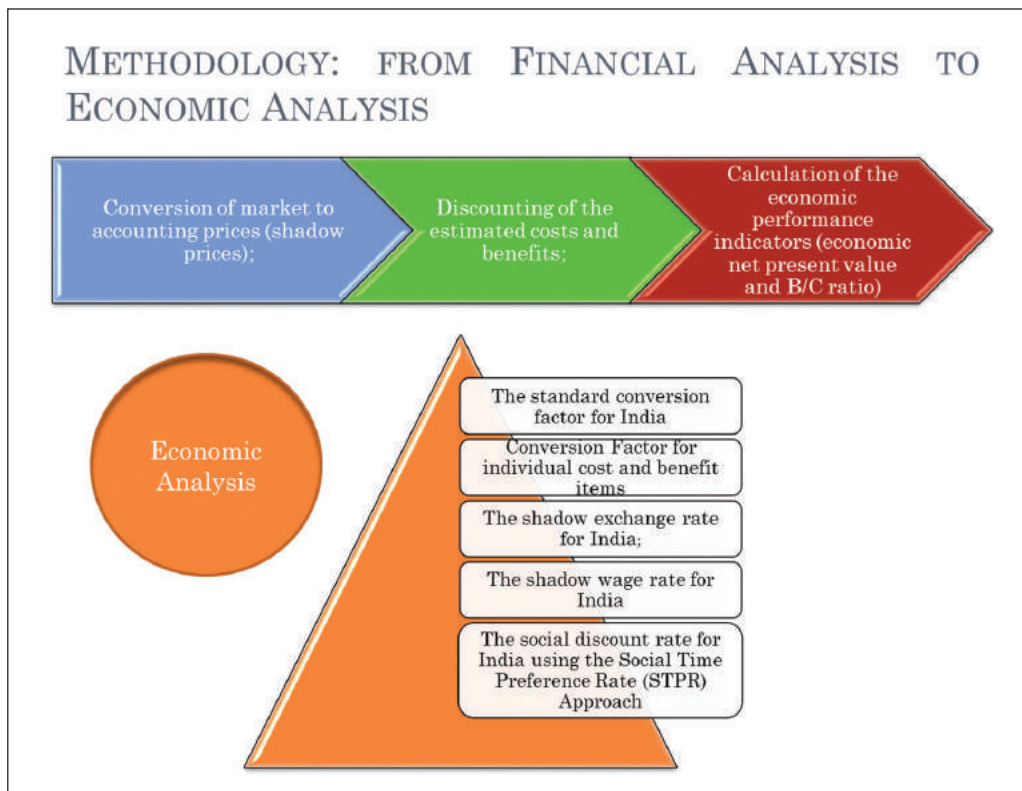 METHODOLOGY: FROM FINANCIAL ANALYSIS TO
ECONOMIC ANALYSIS
Conversion of market to
accounting prices (shadow
prices);
Discounting of the
estimated costs and
benefits;
Calculation of the
economic
performance
indicators (economic
net present value
and B/C ratio)
Economic
Analysis
The standard conversion
factor for India
Conversion Factor for
individual cost and benefit
items
The shadow exchange rate
for India;
The shadow wage rate for
India
The social discount rate for
India using the Social Time
Preference Rate (STPR)
Approach